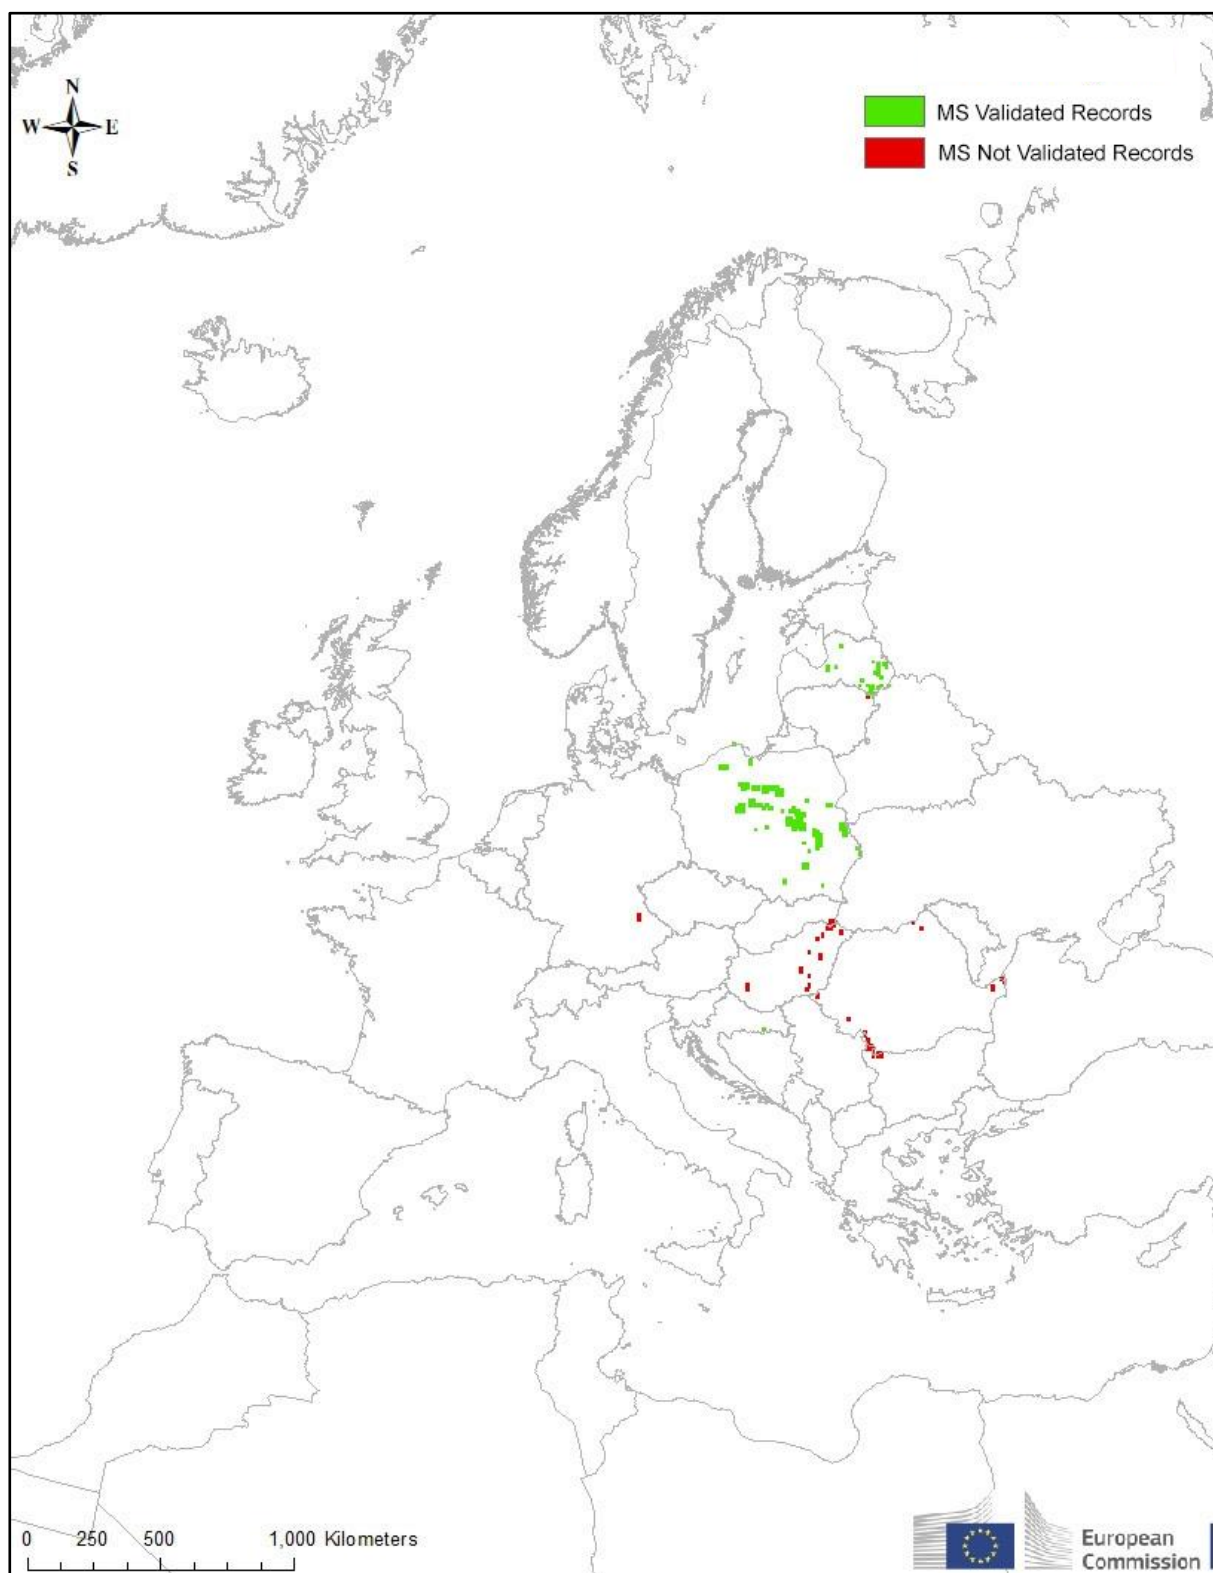 N
W E
S
MS Validated Records
MS Not Validated Records
0 250 500 1,000 Kilometers
European
Commission